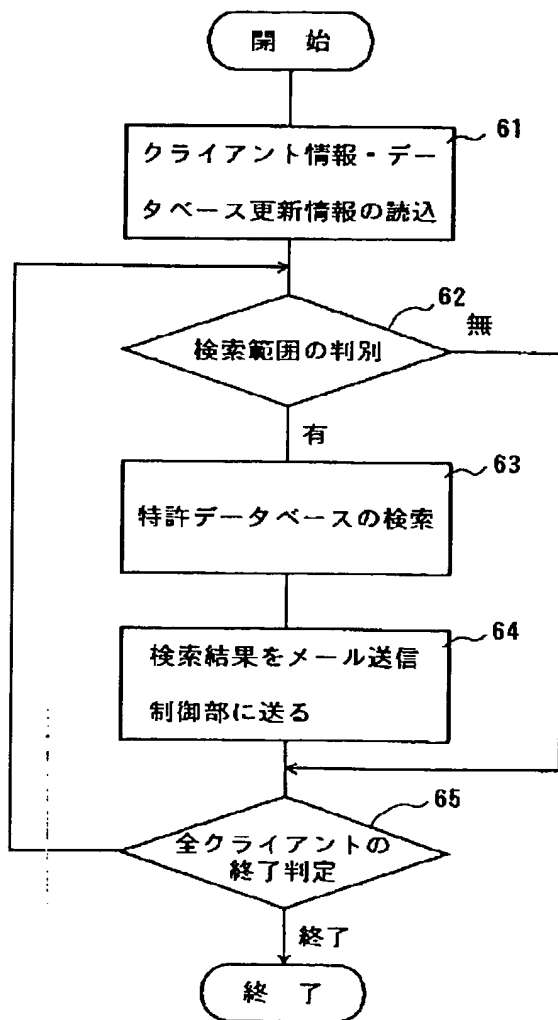 開 始
61
クライアント情報・デー
タベース更新情報の読込
62
検索範囲の判別
無
有
63
特許データベースの検索
64
検索結果をメール送信
制御部に送る
65
全クライアントの
終了判定
終了
終 了